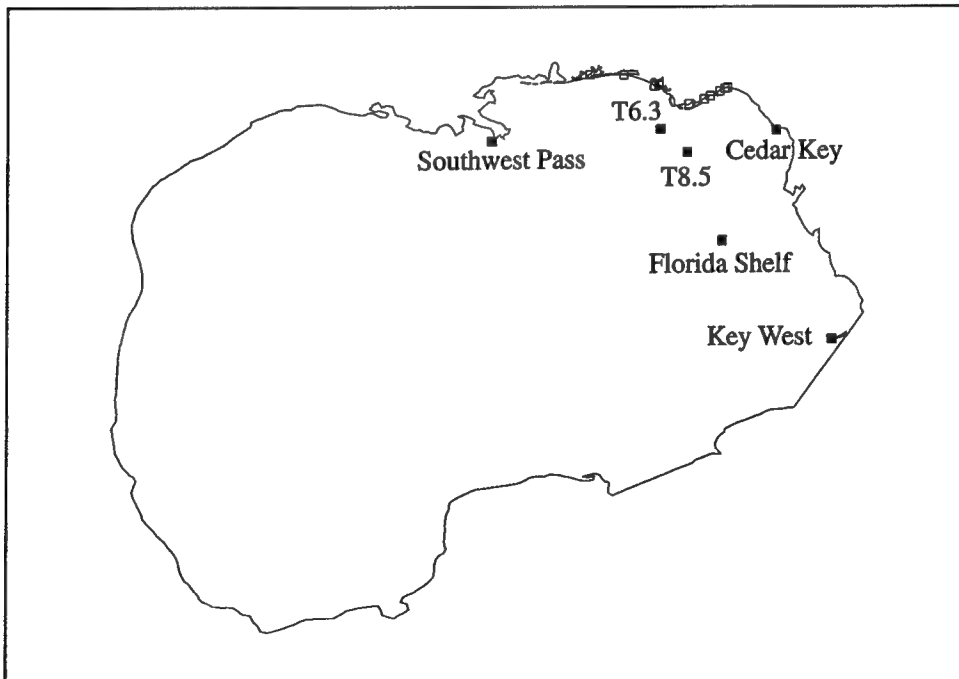 T6.3
Southwest Pass
Cedar Key
T8.5
Florida Shelf
Key West